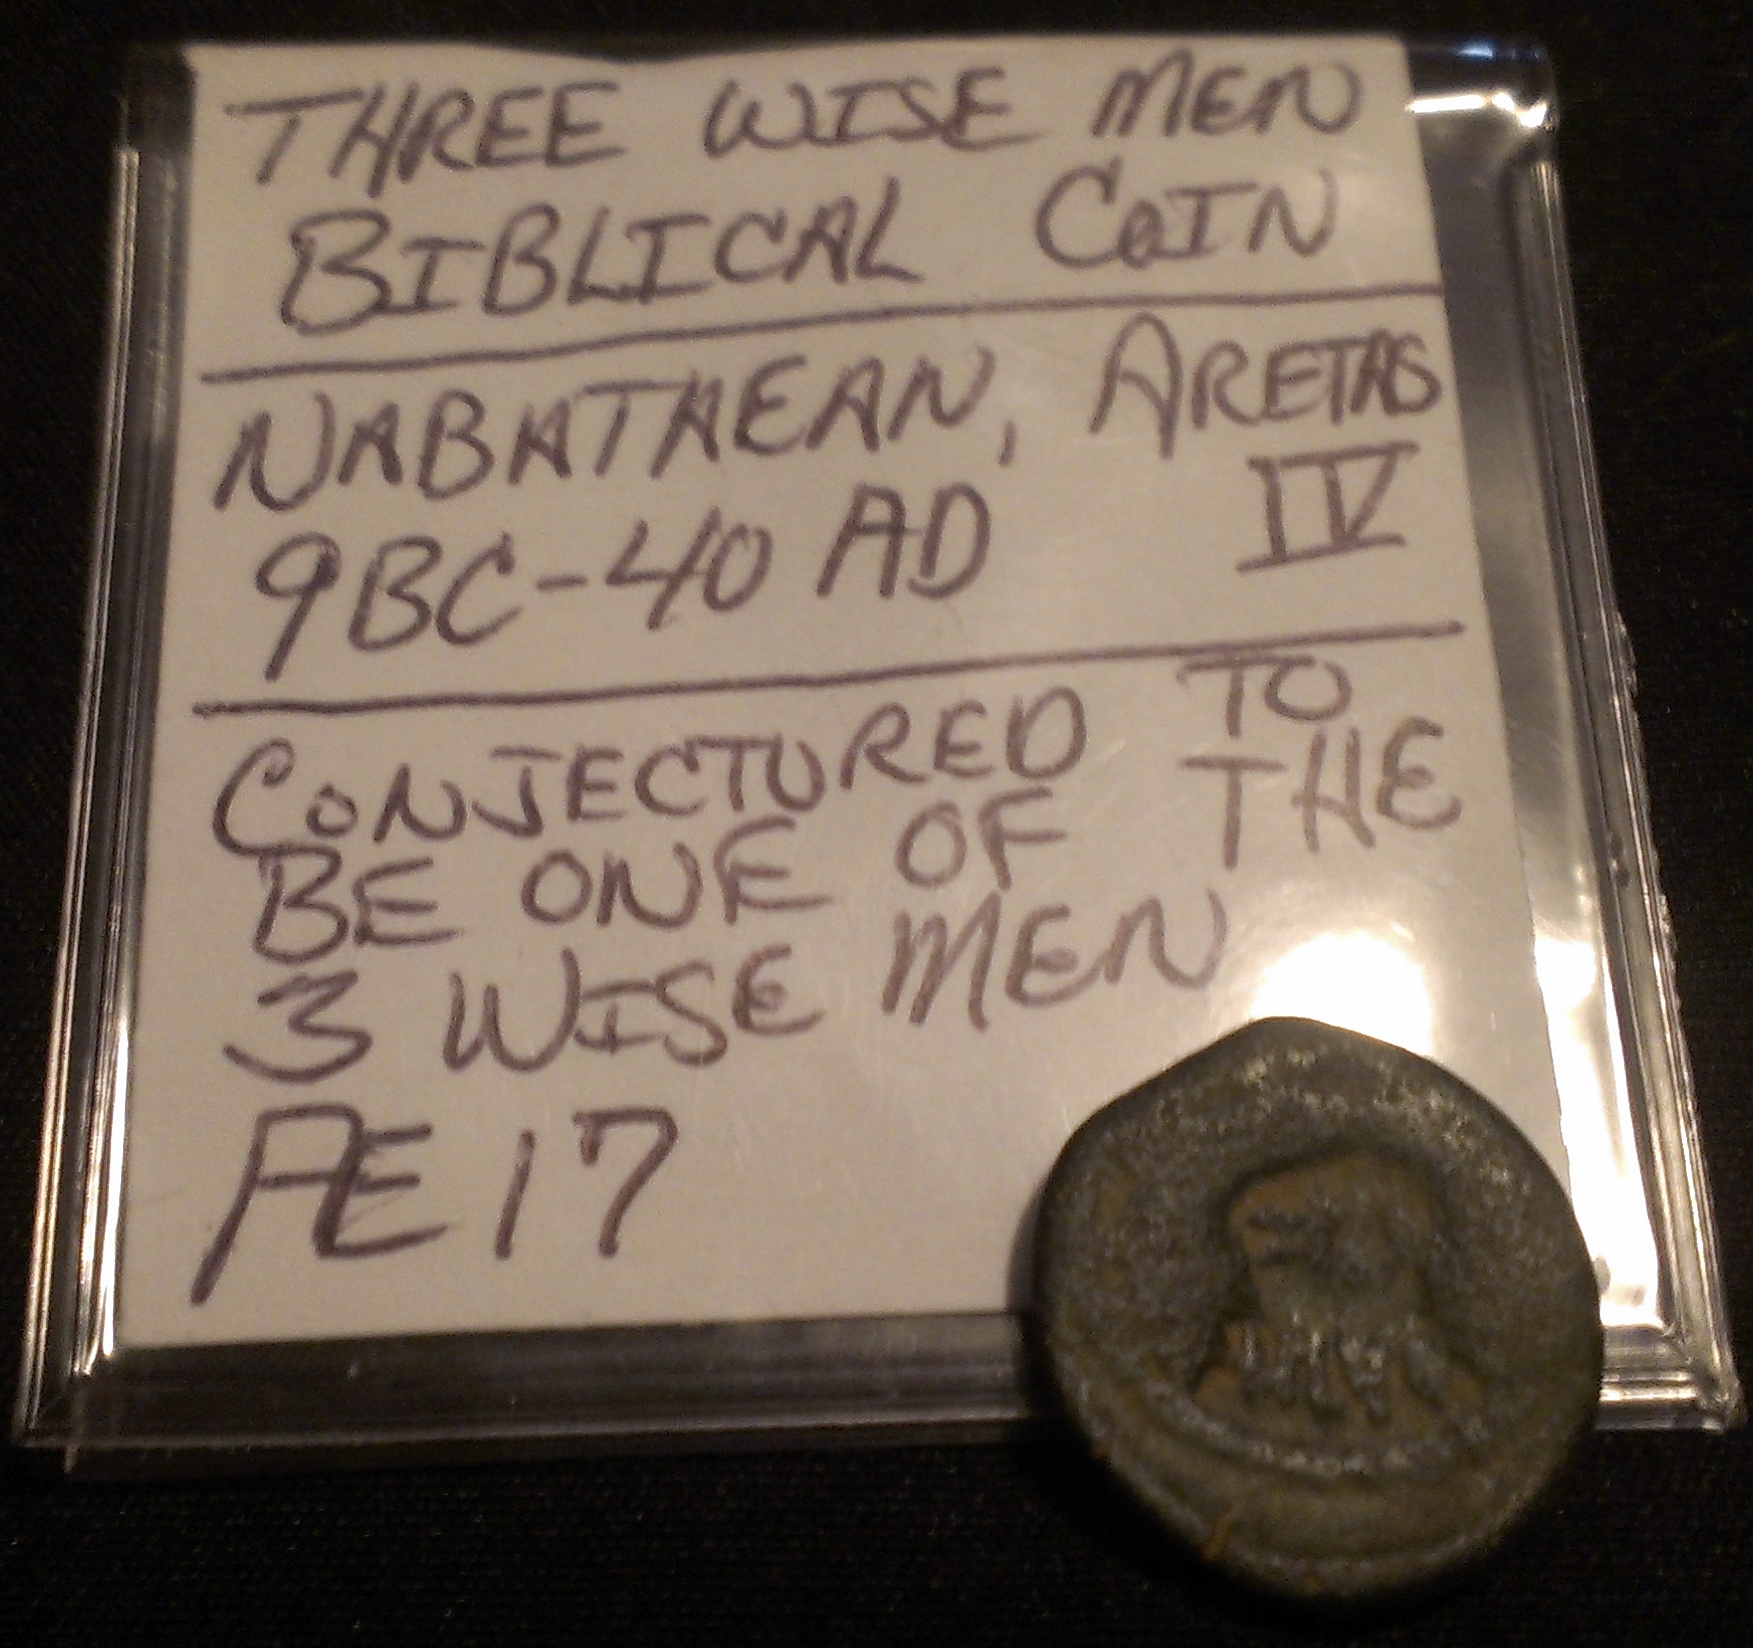 THREE WISE MEN
BIBLICAL COIN
NABATAEAN, ARETAS
IV
9BC-40 AD
CONJECTURED TO
BE ONE OF THE
3 WISE MEN
Æ 17